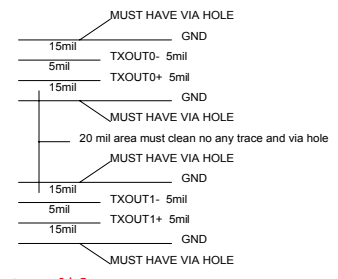 MUST HAVE VIA HOLE
GND
15mil
TXOUT0- 5mil
5mil
TXOUT0+ 5mil
15mil
GND
MUST HAVE VIA HOLE
20 mil area must clean no any trace and via hole
MUST HAVE VIA HOLE
GND
15mil
TXOUT1- 5mil
5mil
TXOUT1+ 5mil
15mil
GND
MUST HAVE VIA HOLE